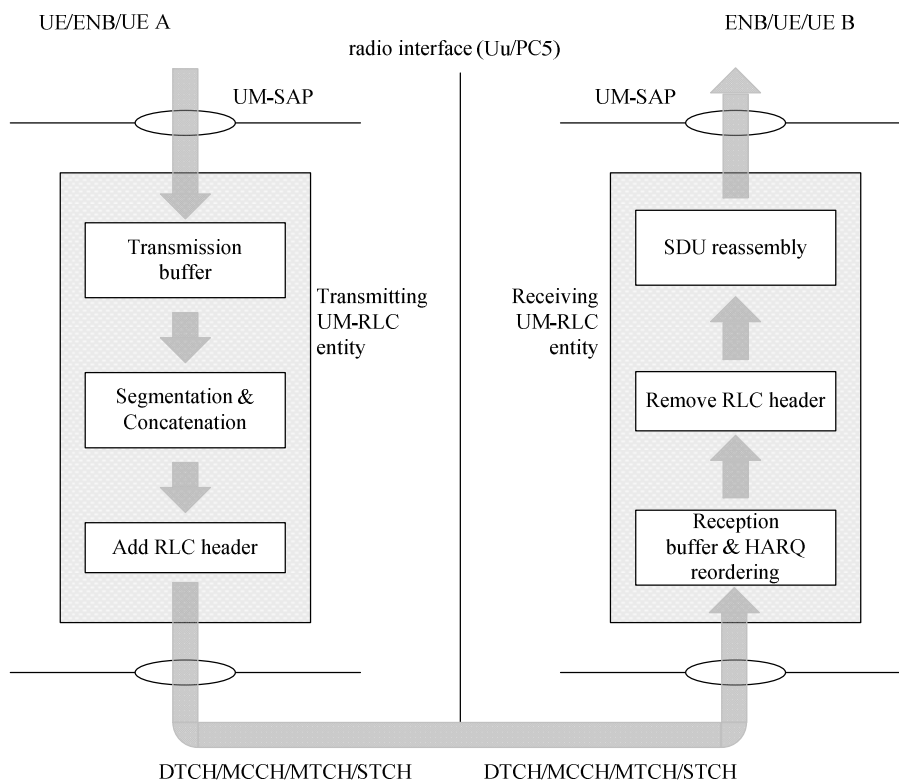 UE/ENB/UE A
ENB/UE/UE B
radio interface (Uu/PC5)
UM-SAP
UM-SAP
Transmission
buffer
Segmentation &
Concatenation
Add RLC header
Transmitting
UM-RLC
entity
Receiving
UM-RLC
entity
SDU reassembly
Remove RLC header
Reception
buffer & HARQ
reordering
DTCH/MCCH/MTCH/STCH
DTCH/MCCH/MTCH/STCH